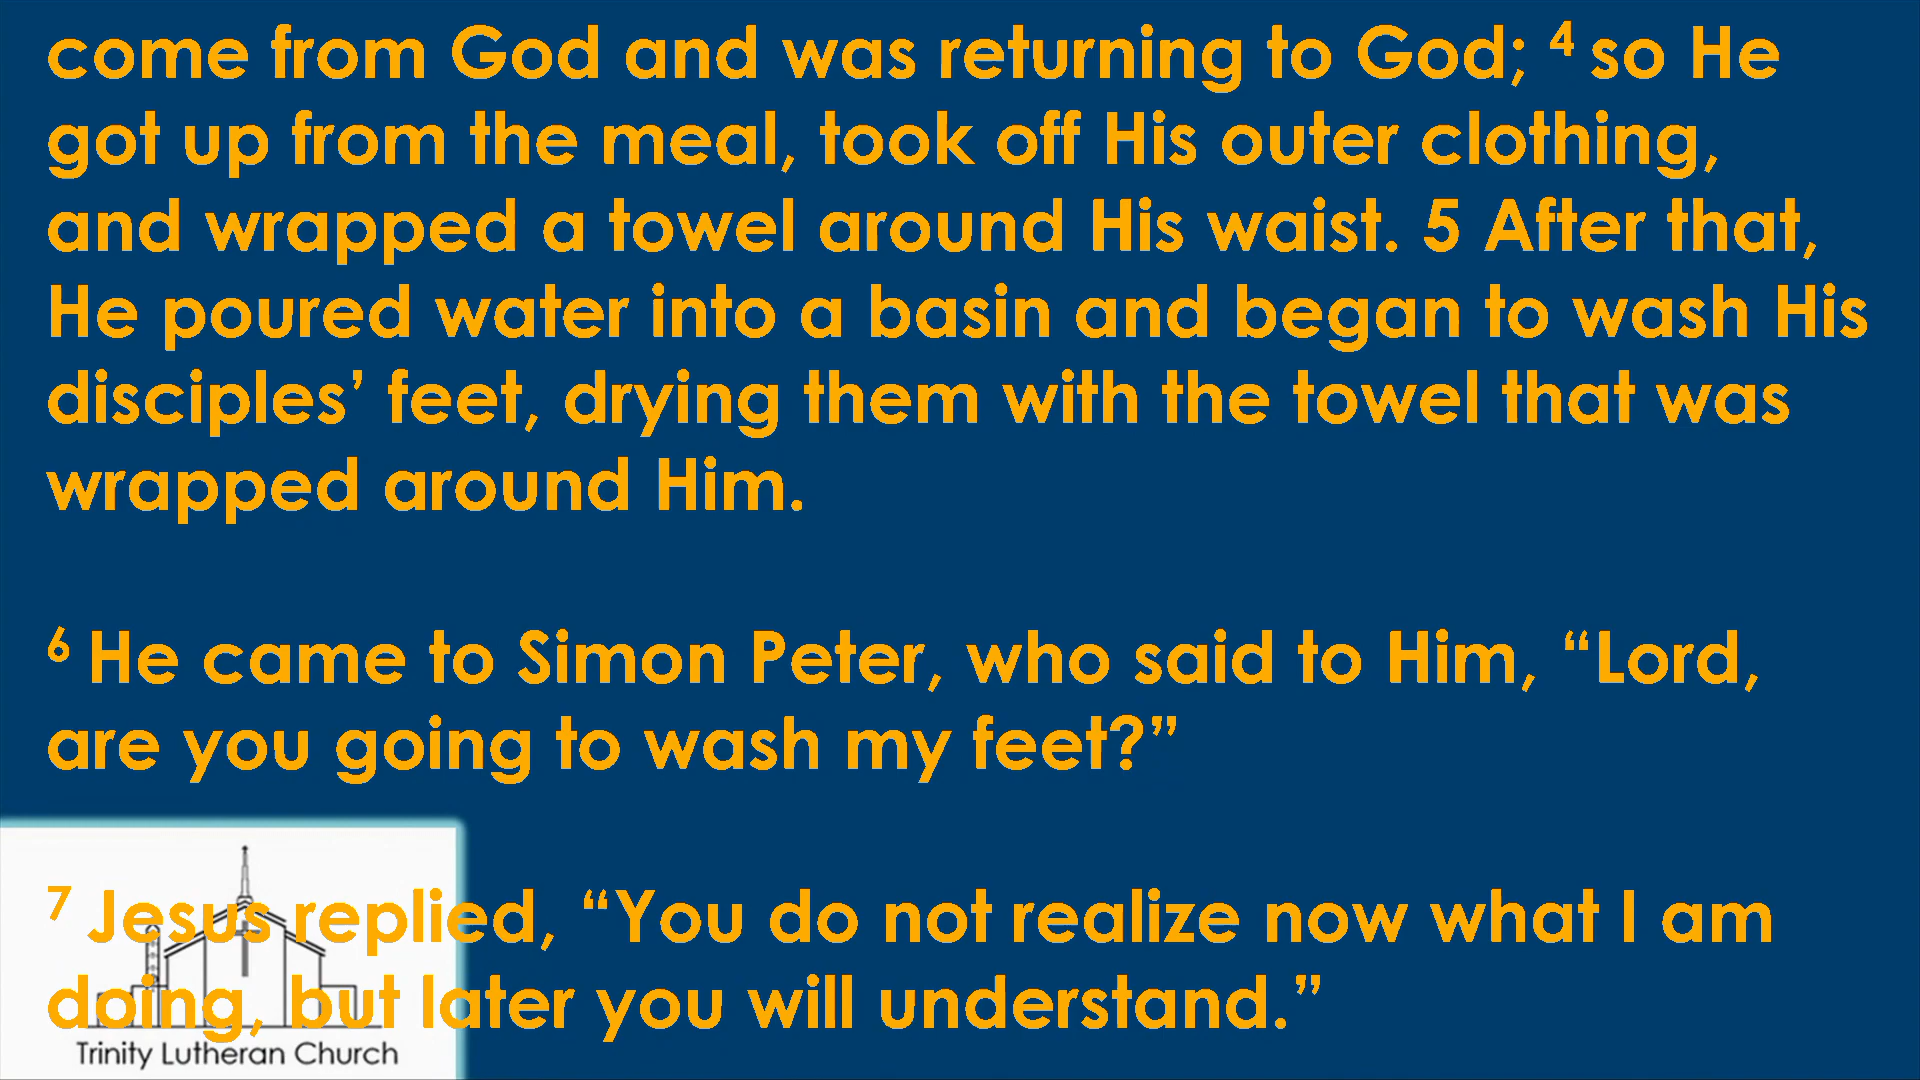 come from God and was returning to God; ⁴ so He
got up from the meal, took off His outer clothing,
and wrapped a towel around His waist. 5 After that,
He poured water into a basin and began to wash His
disciples’ feet, drying them with the towel that was
wrapped around Him.
⁶ He came to Simon Peter, who said to Him, “Lord,
are you going to wash my feet?”
⁷ Jesus replied, “You do not realize now what I am
doing, but later you will understand.”
Trinity Lutheran Church